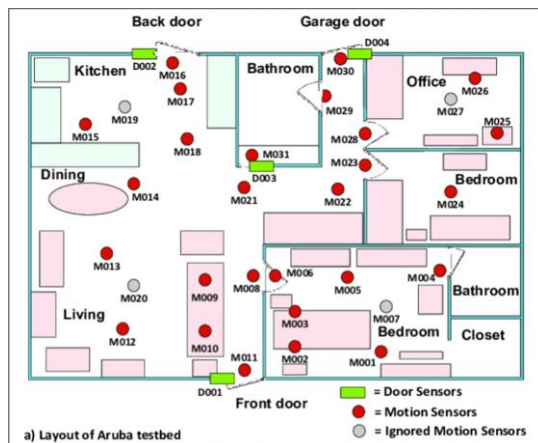 Back door
Garage door
D002
M016
D004
M030
Kitchen
Bathroom
Office
M026
M017
M029
M019
M027
M015
M025
M018
M028
M031
M023
D003
Dining
Bedroom
M014
M021
M022
M024
M013
M006
M004
M008
M005
Bathroom
M020
M009
M007
Living
M003
Bedroom
M012
M010
M002
M001
Closet
M011
D001
Front door
= Door Sensors
= Motion Sensors
= Ignored Motion Sensors
a) Layout of Aruba testbed